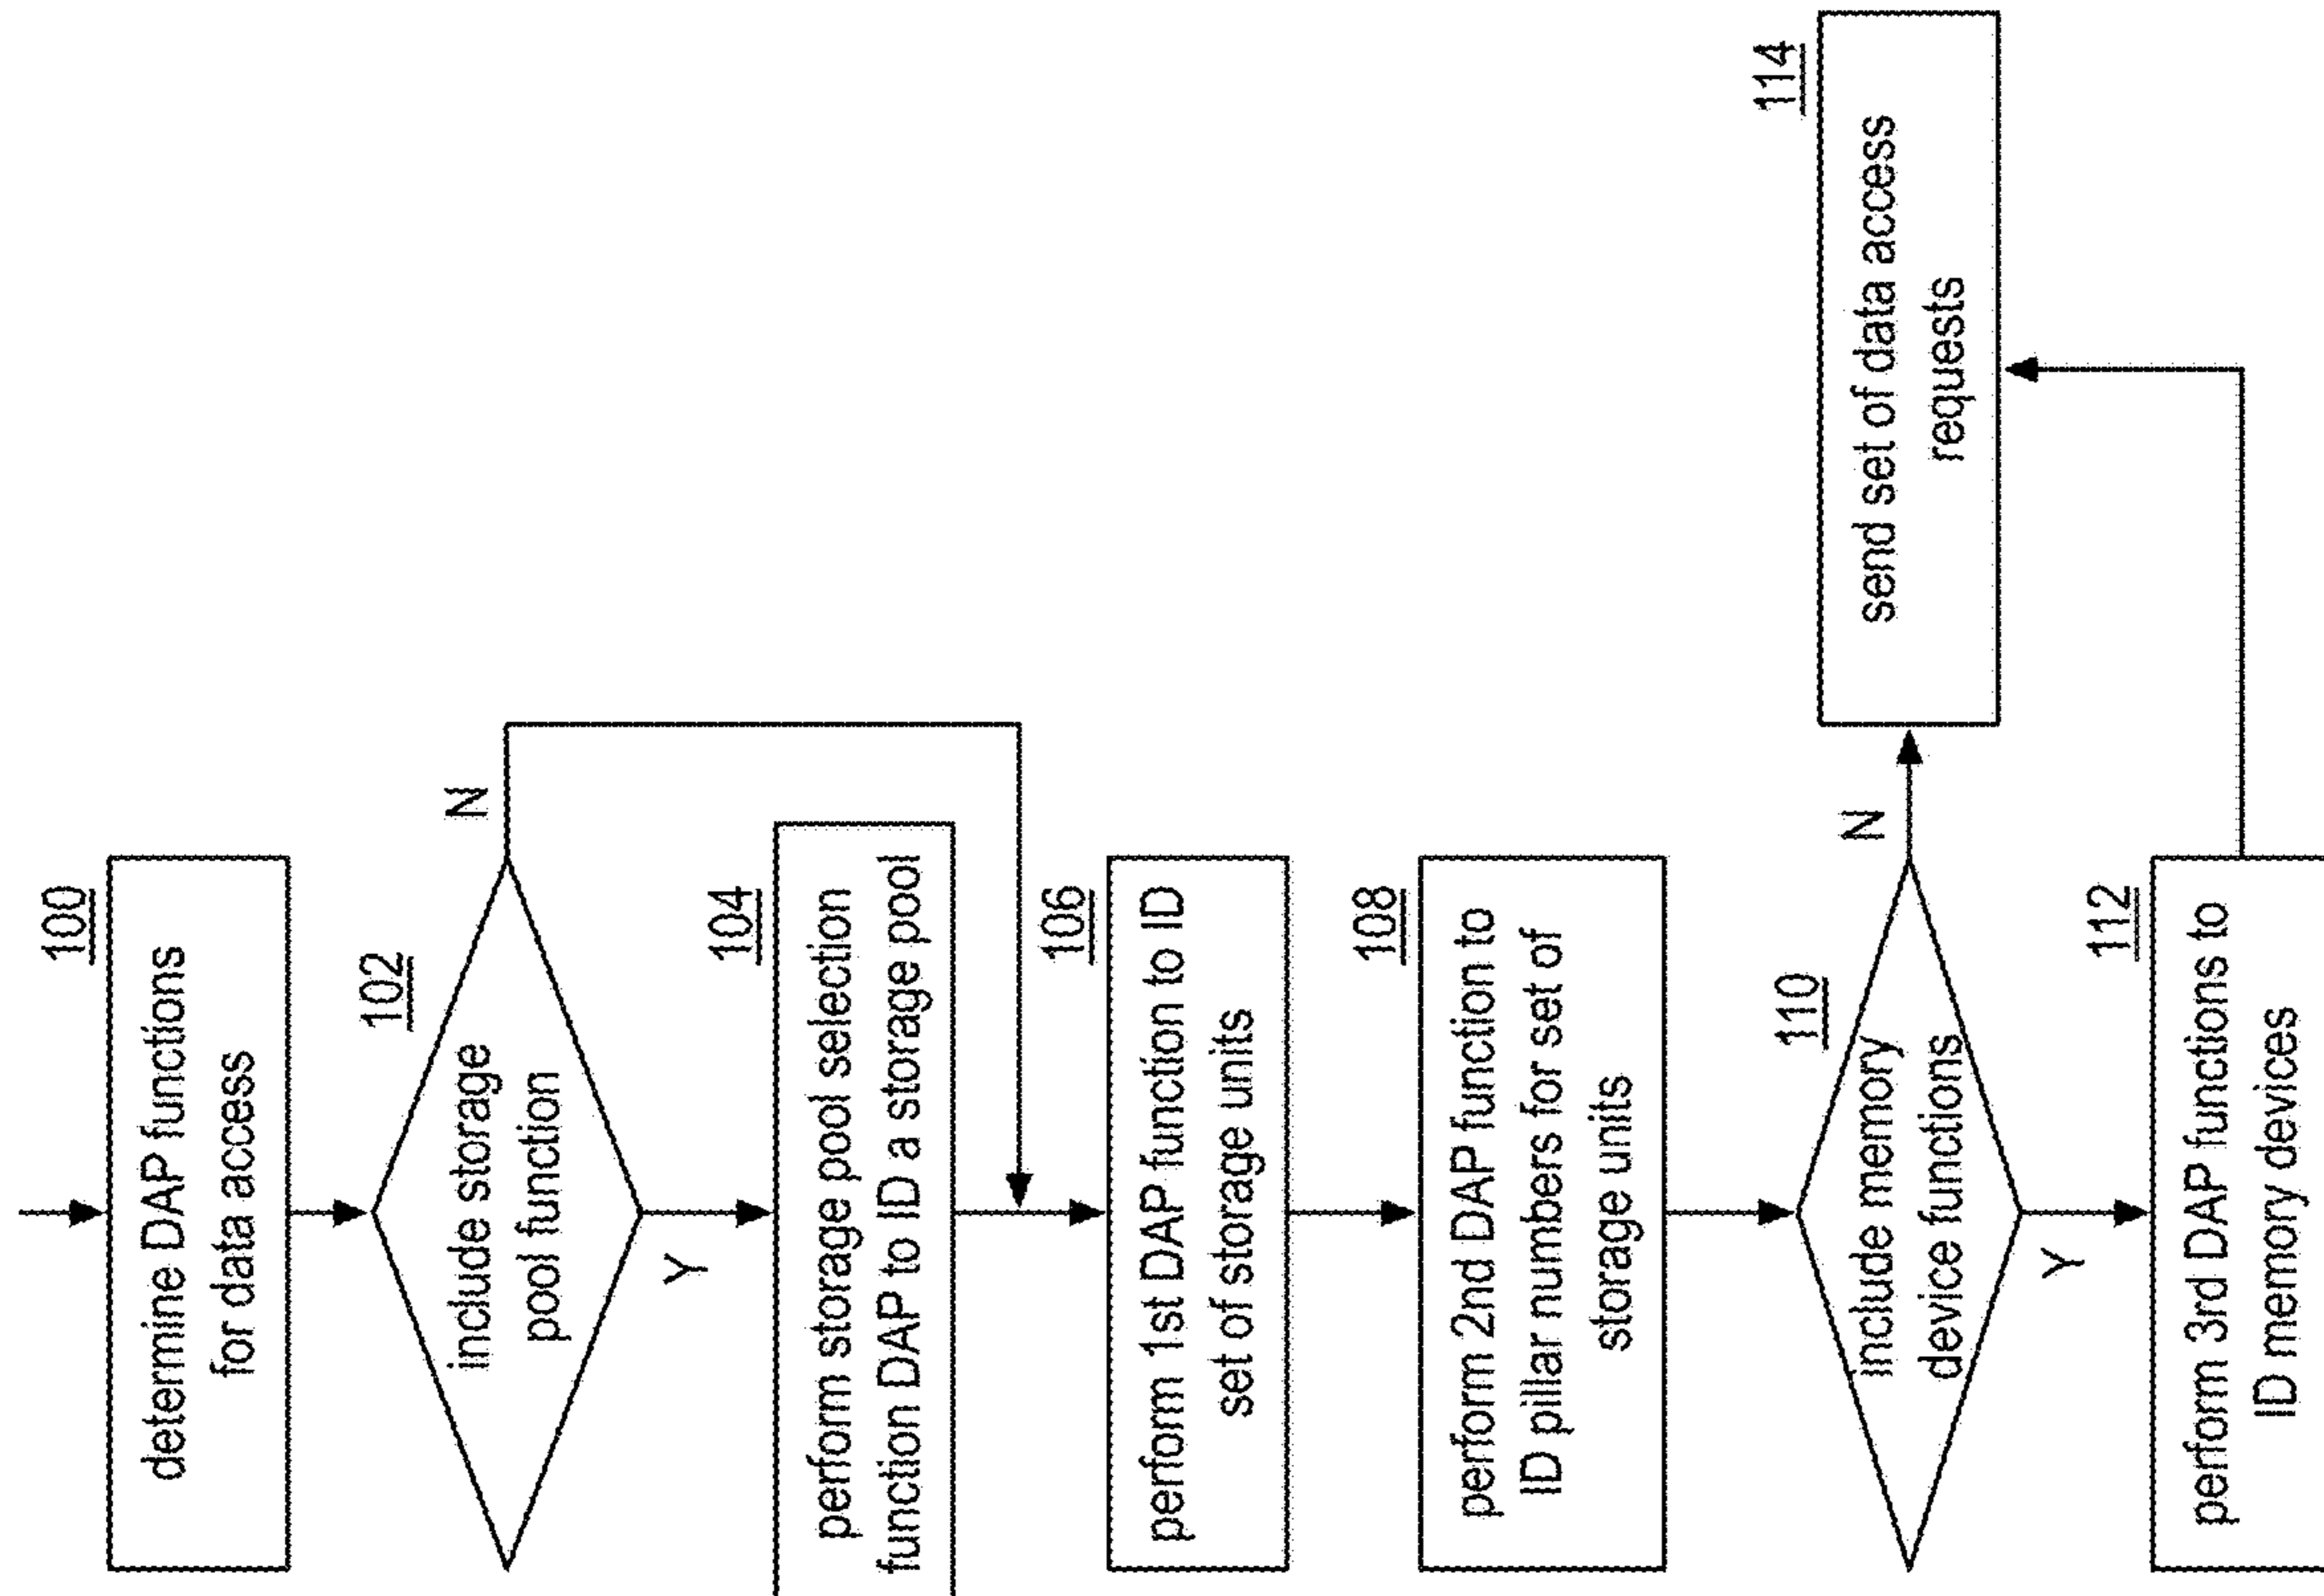 100
determine DAP functions
for data access
102
include storage
pool function
N
Y
104
perform storage pool selection
function DAP to ID a storage pool
106
perform 1st DAP function to ID
set of storage units
108
perform 2nd DAP function to
ID pillar numbers for set of
storage units
110
include memory
device functions
N
Y
114
send set of data access
requests
112
perform 3rd DAP functions to
ID memory devices